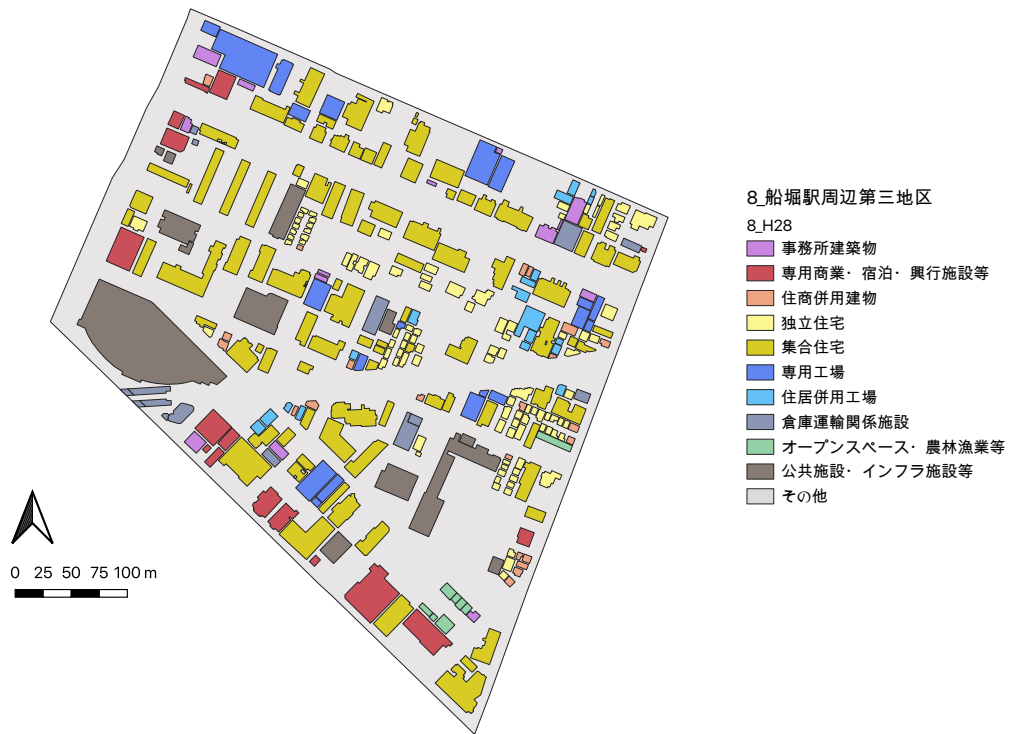 8_船堀駅周辺第三地区
8_H28
事務所建築物
専用商業・宿泊・興行施設等
住商併用建物
独立住宅
集合住宅
専用工場
住居併用工場
倉庫運輸関係施設
オープンスペース・農林漁業等
公共施設・インフラ施設等
その他
0 25 50 75 100 m